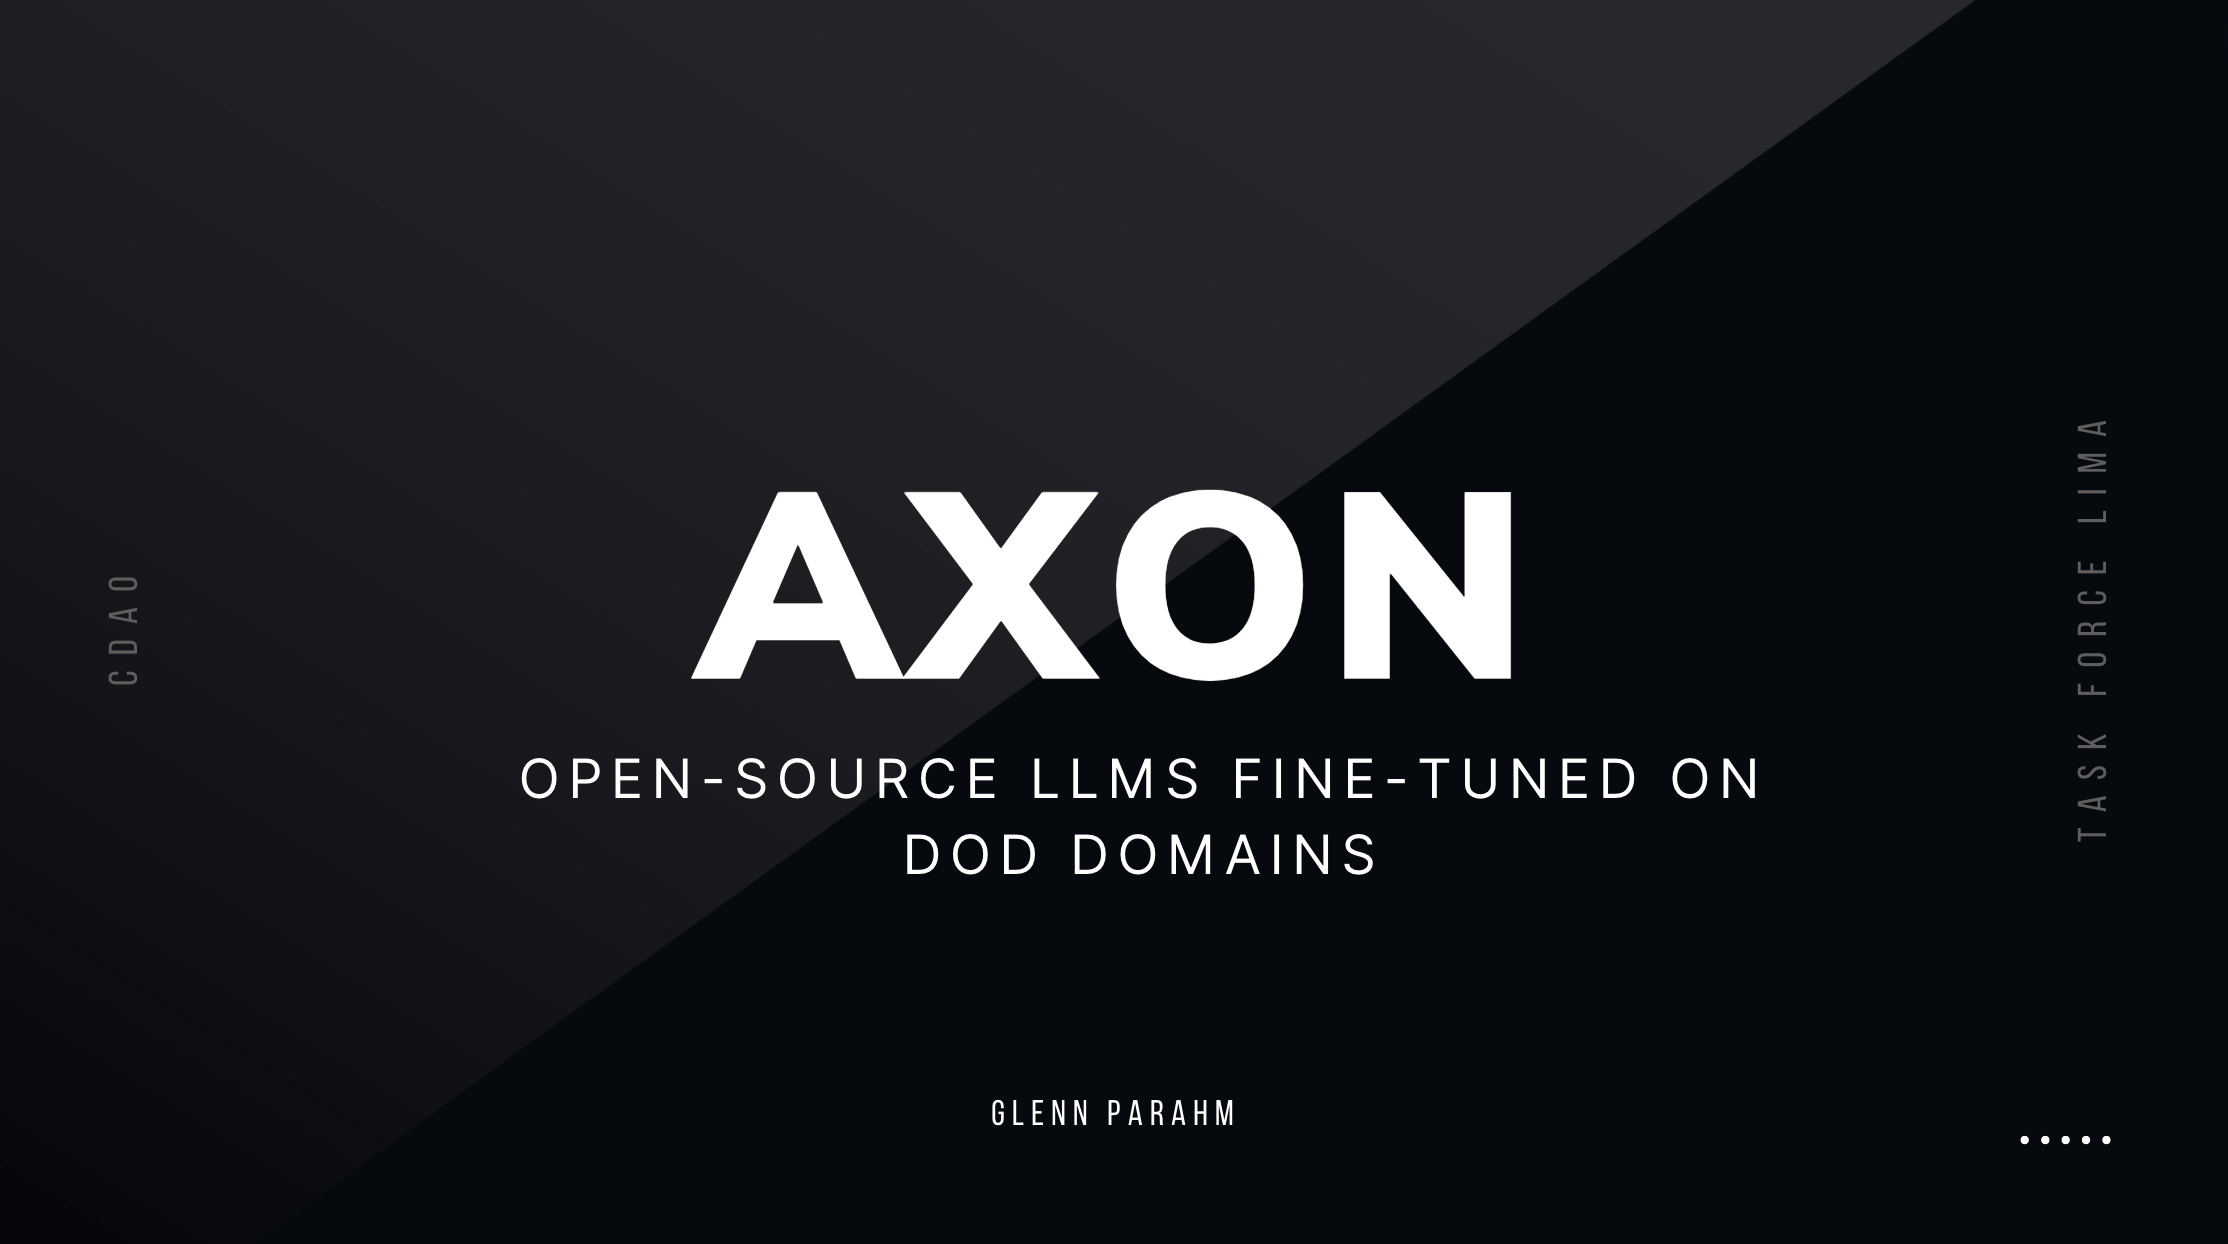 AXON
OPEN-SOURCE LLMS FINE-TUNED ON
DOD DOMAINS
CDAO
TASK FORCE LIMA
GLENN PARAHM